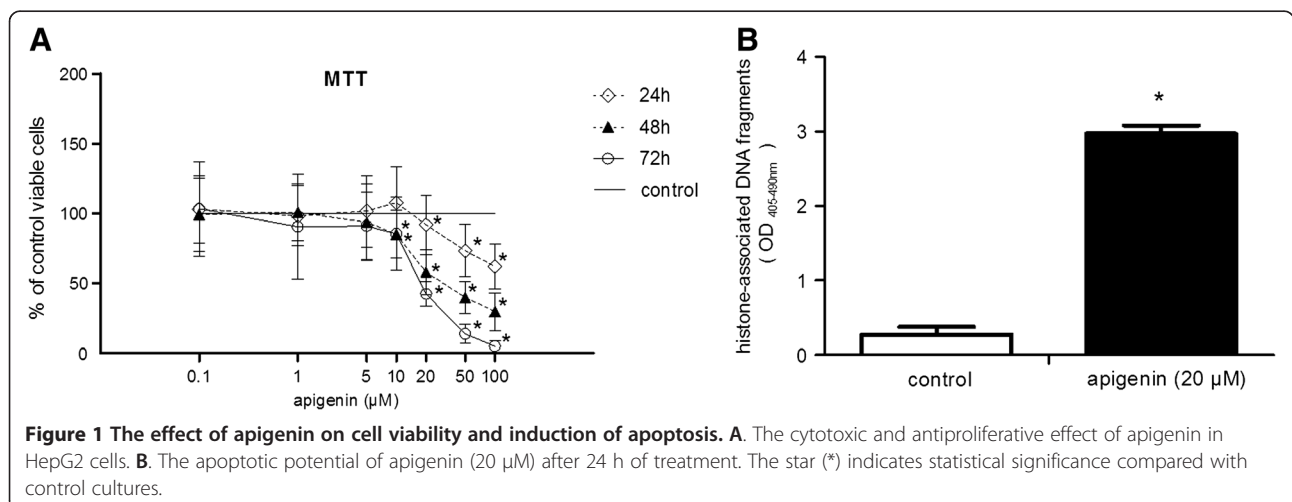 A
MTT
% of control viable cells
200
150
100
50
0
0.1 1 5 10 20 50 100
apigenin (µM)
24h
48h
72h
control
* * * * * * * * * * *
B
histone-associated DNA fragments
( OD 405-490nm )
4
3
2
1
0
*
control apigenin (20 µM)
Figure 1 The effect of apigenin on cell viability and induction of apoptosis. A. The cytotoxic and antiproliferative effect of apigenin in
HepG2 cells. B. The apoptotic potential of apigenin (20 µM) after 24 h of treatment. The star (*) indicates statistical significance compared with
control cultures.